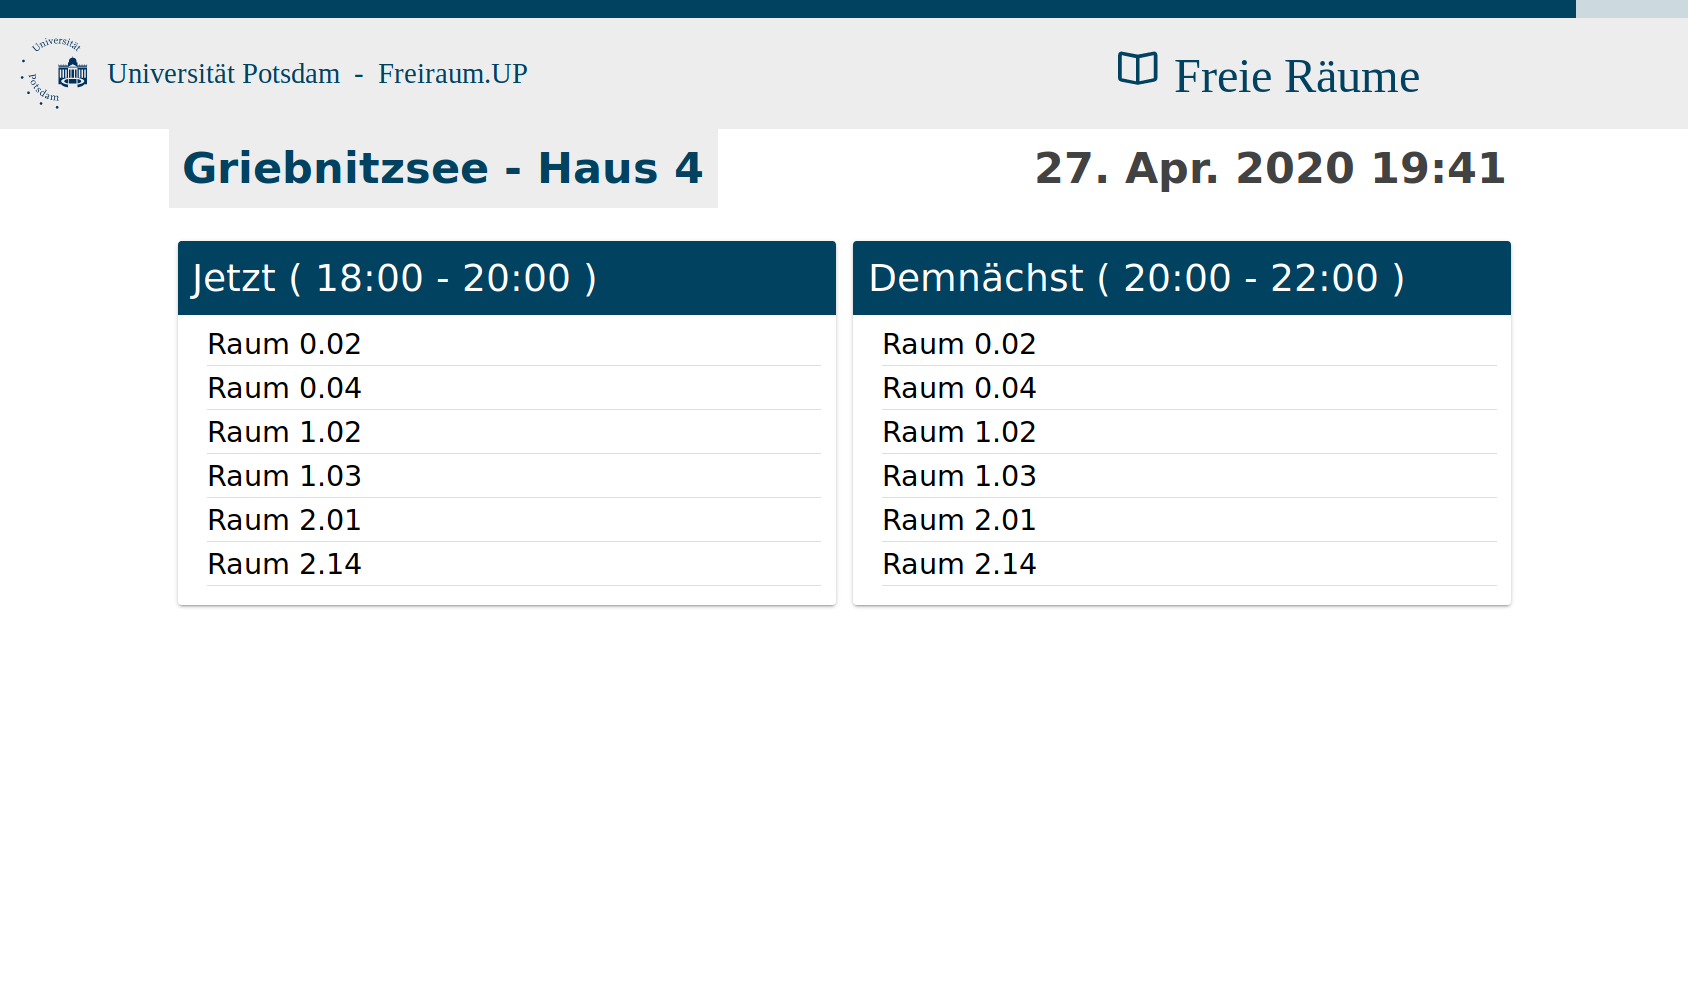 Universität
Potsdam
Universität Potsdam - Freiraum.UP
Freie Räume
Griebnitzsee - Haus 4
27. Apr. 2020 19:41
Jetzt ( 18:00 - 20:00 )
Raum 0.02
Raum 0.04
Raum 1.02
Raum 1.03
Raum 2.01
Raum 2.14
Demnächst ( 20:00 - 22:00 )
Raum 0.02
Raum 0.04
Raum 1.02
Raum 1.03
Raum 2.01
Raum 2.14